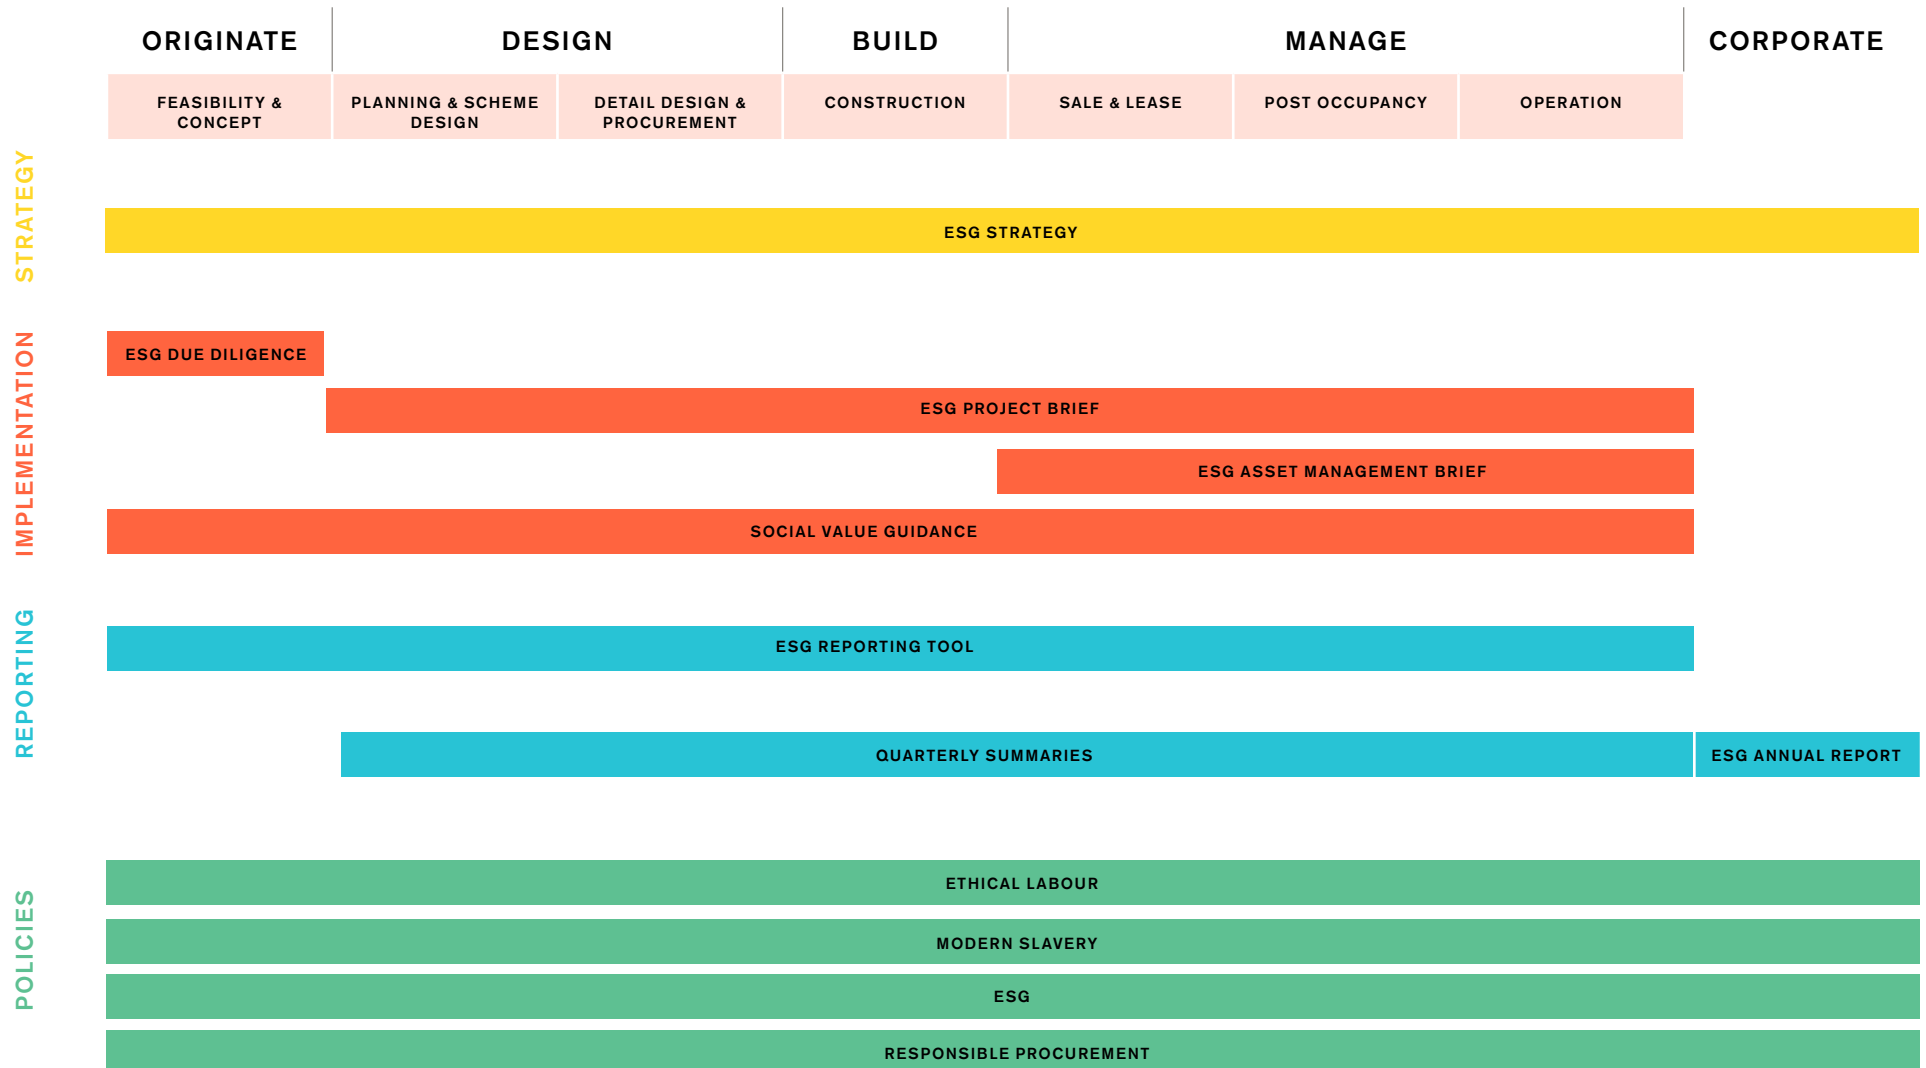 ORIGINATE
DESIGN
BUILD
MANAGE
CORPORATE
FEASIBILITY &
CONCEPT
PLANNING & SCHEME
DESIGN
DETAIL DESIGN &
PROCUREMENT
CONSTRUCTION
SALE & LEASE
POST OCCUPANCY
OPERATION
STRATEGY
ESG STRATEGY
IMPLEMENTATION
ESG DUE DILIGENCE
ESG PROJECT BRIEF
ESG ASSET MANAGEMENT BRIEF
SOCIAL VALUE GUIDANCE
REPORTING
ESG REPORTING TOOL
QUARTERLY SUMMARIES
ESG ANNUAL REPORT
POLICIES
ETHICAL LABOUR
MODERN SLAVERY
ESG
RESPONSIBLE PROCUREMENT